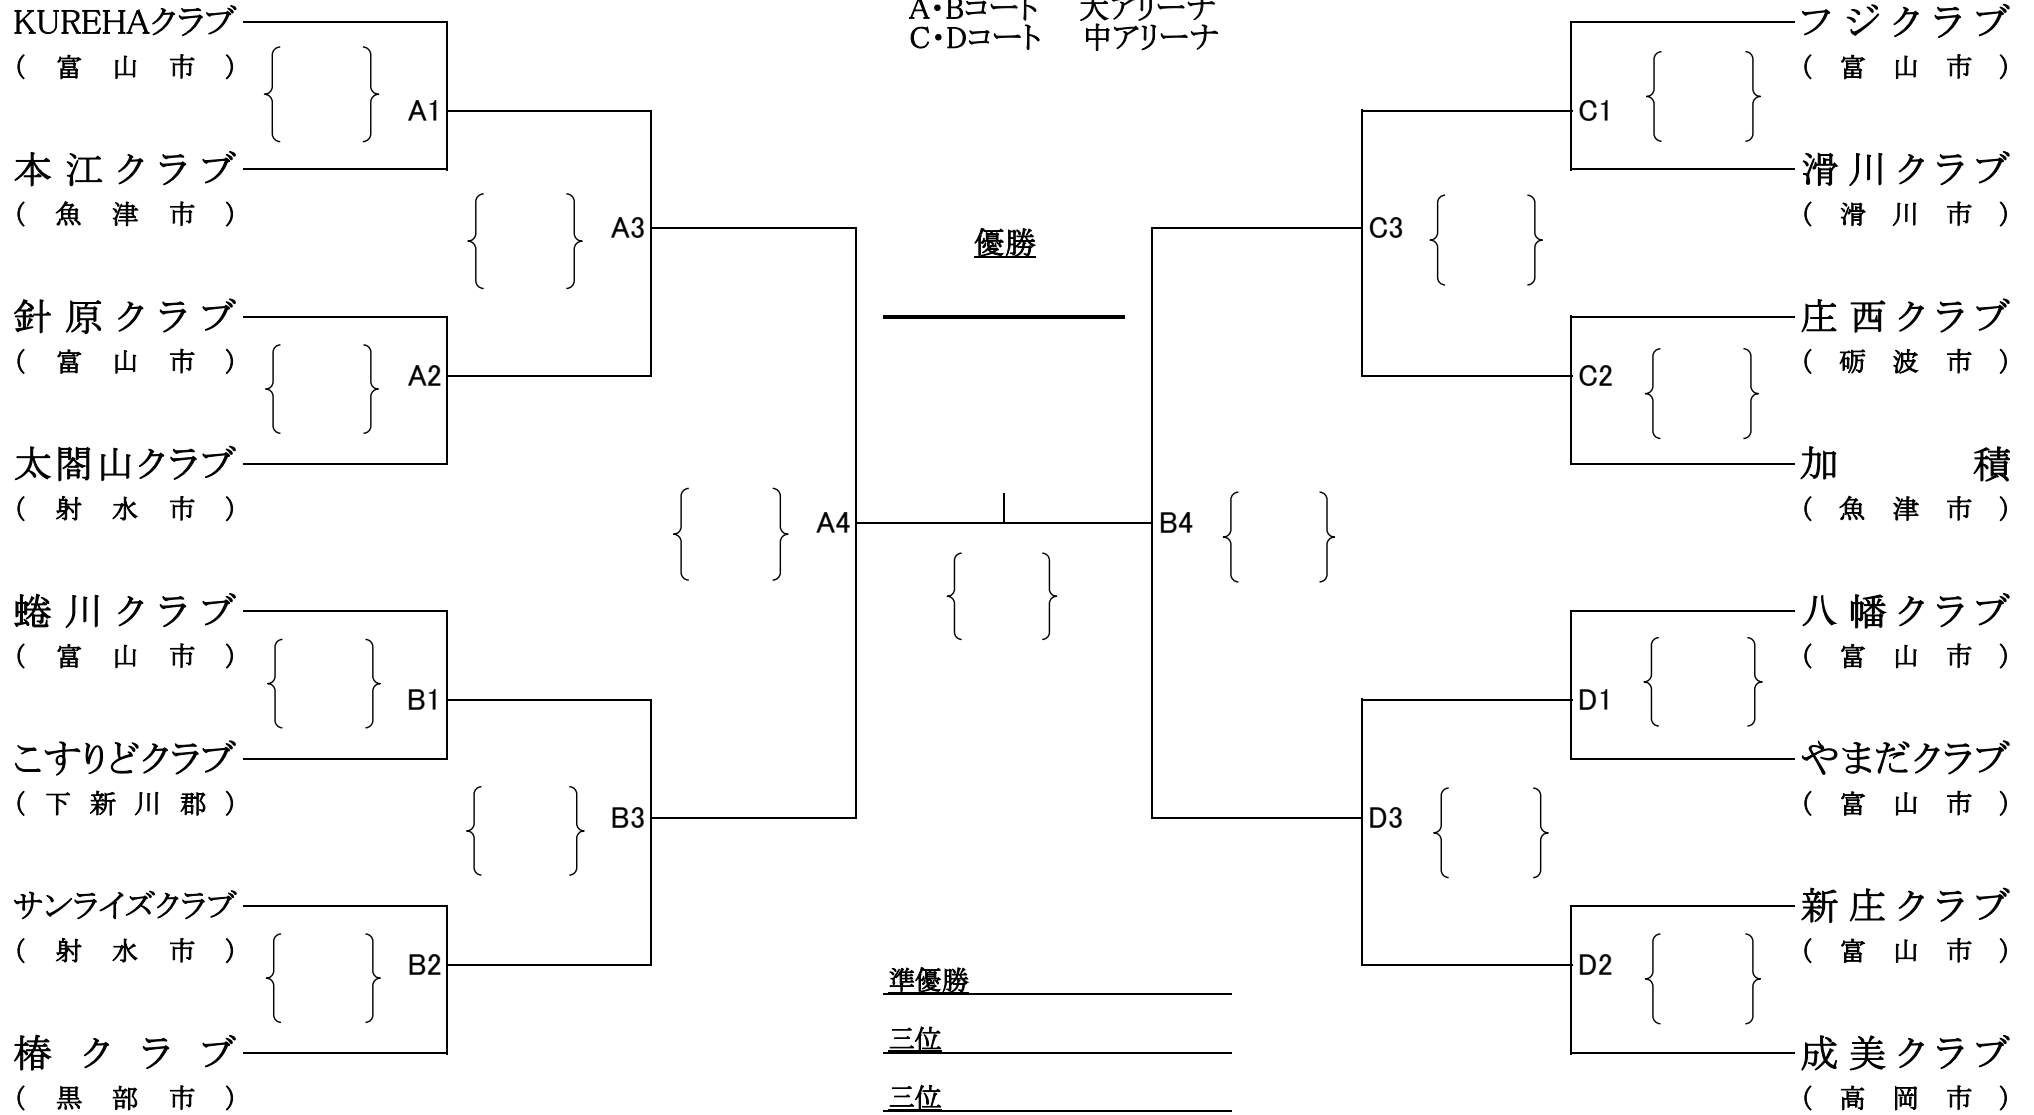 A・Bコート 大アリーナ
C・Dコート 中アリーナ
KUREHAクラブ
(富山市)
A1
本江クラブ
(魚津市)
A3
針原クラブ
(富山市)
A2
太閤山クラブ
(射水市)
A4
蜷川クラブ
(富山市)
B1
こすりどクラブ
(下新川郡)
B3
サンライズクラブ
(射水市)
B2
椿クラブ
(黒部市)
優勝
準優勝
三位
三位
フジクラブ
(富山市)
C1
滑川クラブ
(滑川市)
C3
庄西クラブ
(砺波市)
C2
加積
(魚津市)
B4
八幡クラブ
(富山市)
D1
やまだクラブ
(富山市)
D3
新庄クラブ
(富山市)
D2
成美クラブ
(高岡市)